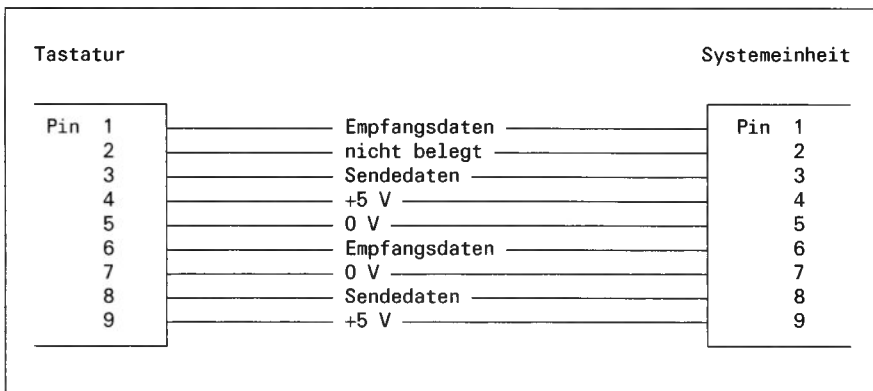 Tastatur Systemeinheit
Pin 1 Empfangsdaten Pin 1
2 nicht belegt 2
3 Sendedaten 3
4 +5 V 4
5 0 V 5
6 Empfangsdaten 6
7 0 V 7
8 Sendedaten 8
9 +5 V 9